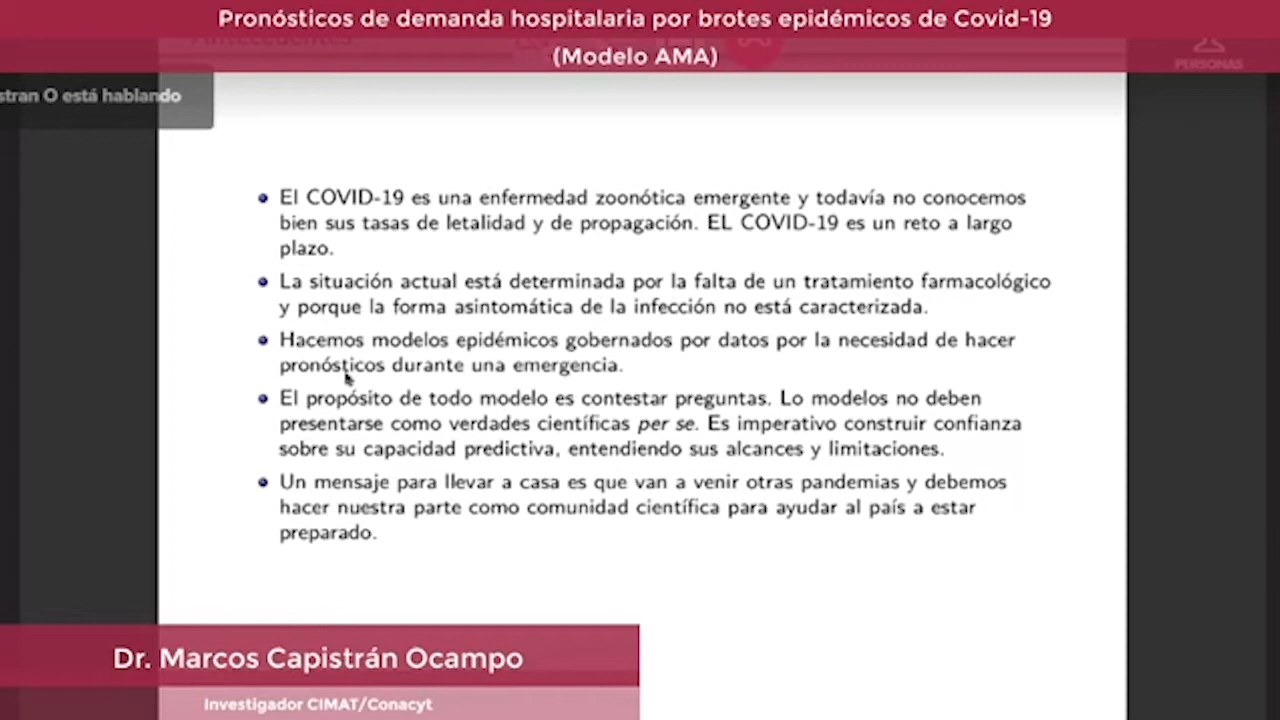 Pronósticos de demanda hospitalaria por brotes epidémicos de Covid-19
(Modelo AMA)
Antecedentes
PERSONAS
stran O está hablando
El COVID-19 es una enfermedad zoonótica emergente y todavía no conocemos
bien sus tasas de letalidad y de propagación. EL COVID-19 es un reto a largo
plazo.
La situación actual está determinada por la falta de un tratamiento farmacológico
y porque la forma asintomática de la infección no está caracterizada.
Hacemos modelos epidémicos gobernados por datos por la necesidad de hacer
pronósticos durante una emergencia.
El propósito de todo modelo es contestar preguntas. Lo modelos no deben
presentarse como verdades científicas per se. Es imperativo construir confianza
sobre su capacidad predictiva, entendiendo sus alcances y limitaciones.
Un mensaje para llevar a casa es que van a venir otras pandemias y debemos
hacer nuestra parte como comunidad científica para ayudar al país a estar
preparado.
Dr. Marcos Capistrán Ocampo
Investigador CIMAT/Conacyt